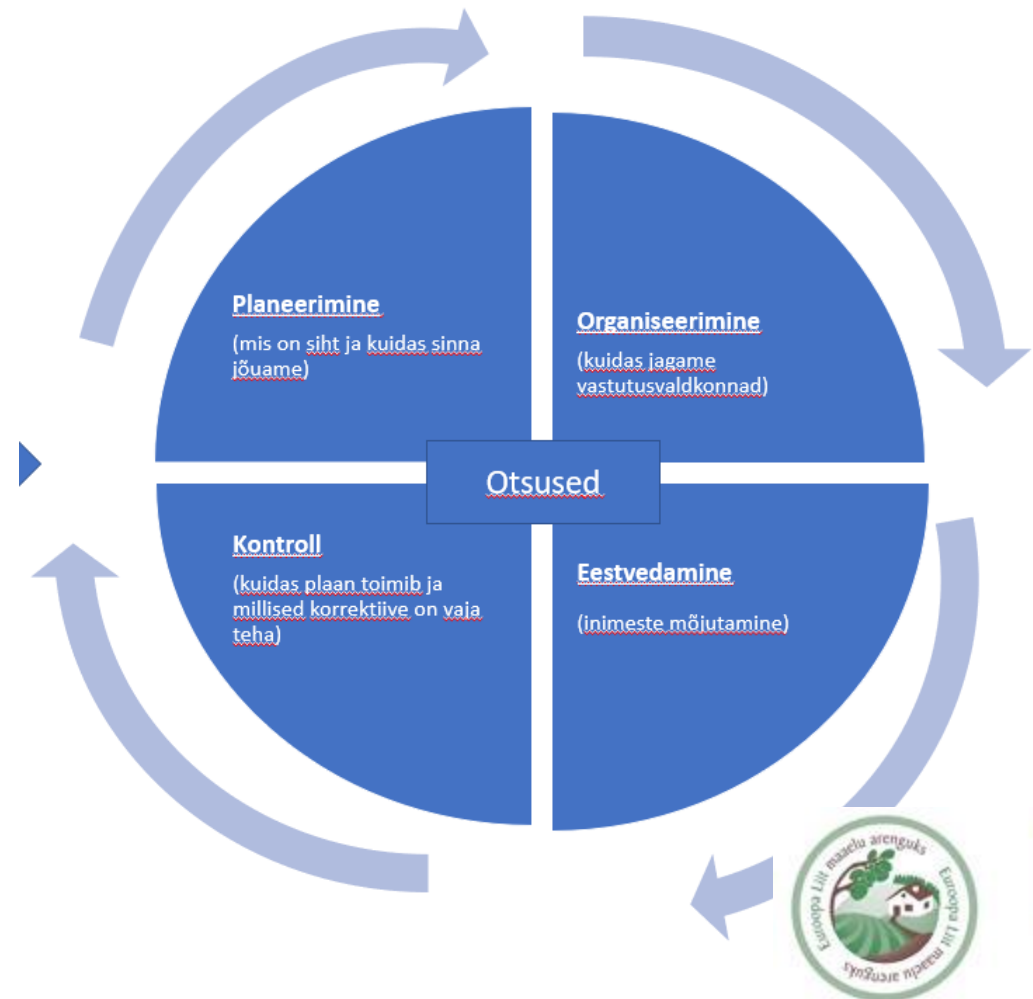 Planeerimine
(mis on siht ja kuidas sinna
jõuame)
Organiseerimine
(kuidas jagame
vastutusvaldkonnad)
Otsused
Kontroll
(kuidas plaan toimib ja
millised korrektiive on vaja
teha)
Eestvedamine
(inimeste mõjutamine)
Euroopa Liit maaelu arenguks
Euroopa Liit maaelu arenguks